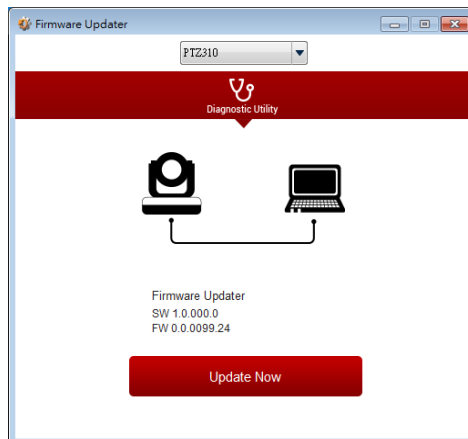 Firmware Updater
PTZ310
Diagnostic Utility
Firmware Updater
SW 1.0.000.0
FW 0.0.0099.24
Update Now